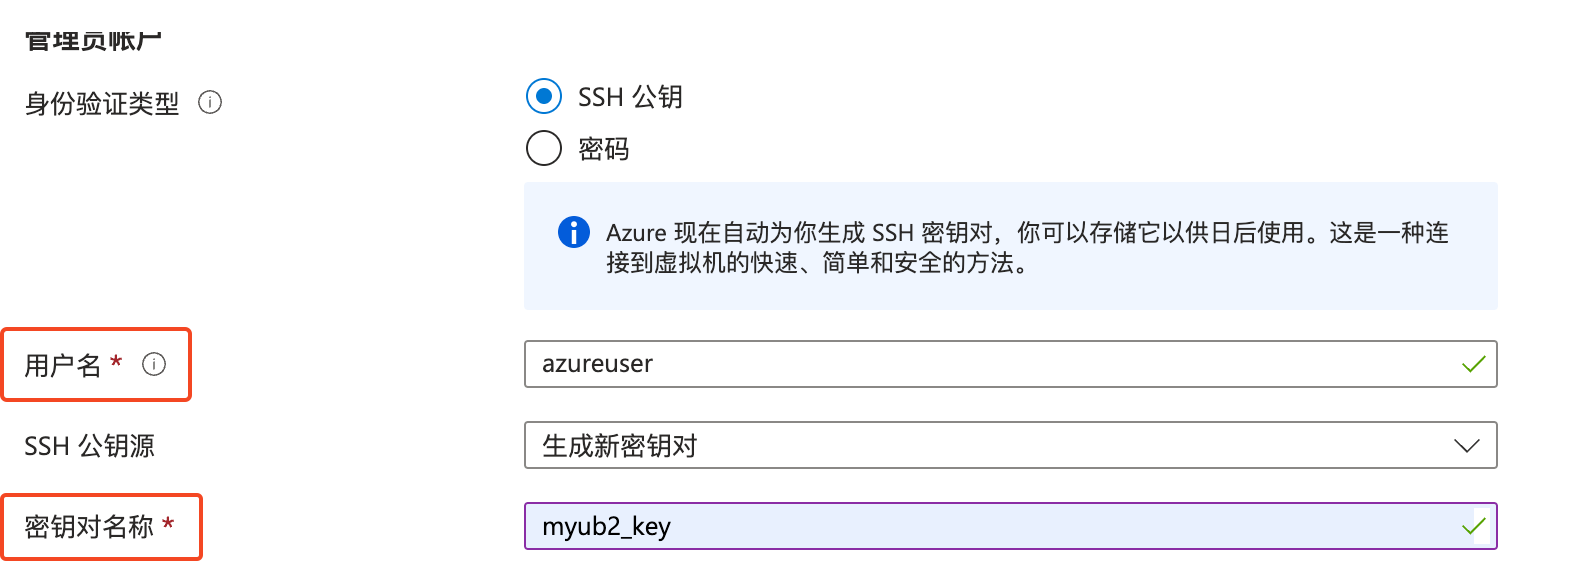 管理员帐户
身份验证类型
SSH 公钥
密码
Azure 现在自动为你生成 SSH 密钥对，你可以存储它以供日后使用。这是一种连
接到虚拟机的快速、简单和安全的方法。
用户名 *
azureuser
SSH 公钥源
生成新密钥对
密钥对名称 *
myub2_key